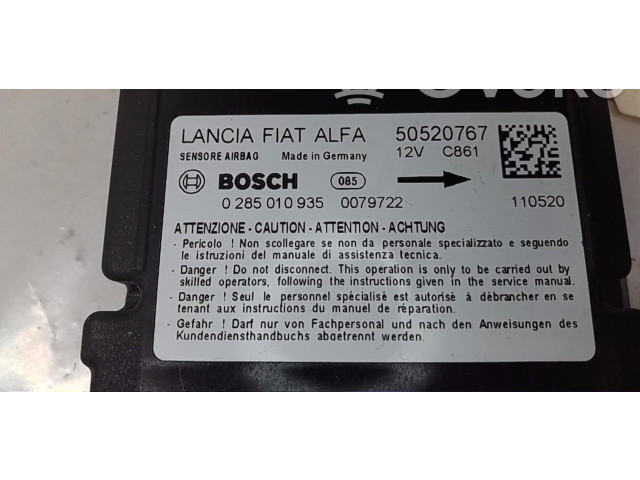 LANCIA FIAT ALFA 50520767
SENSORE AIRBAG Made in Germany 12V C861
BOSCH 085
0 285 010 935 0079722 110520
ATTENZIONE - CAUTION - ATTENTION - ACHTUNG
- Pericolo ! Non scollegare se non da personale specializzato e seguendo
le istruzioni del manuale di assistenza tecnica.
- Danger ! Do not disconnect. This operation is only to be carried out by
skilled operators, following the instructions given in the service manual.
- Danger ! Seul le personnel spécialisé est autorisé à débrancher en se
tenant aux instructions du manuel de réparation.
- Gefahr ! Darf nur von Fachpersonal und nach den Anweisungen des
Kundendiensthandbuchs abgetrennt werden.